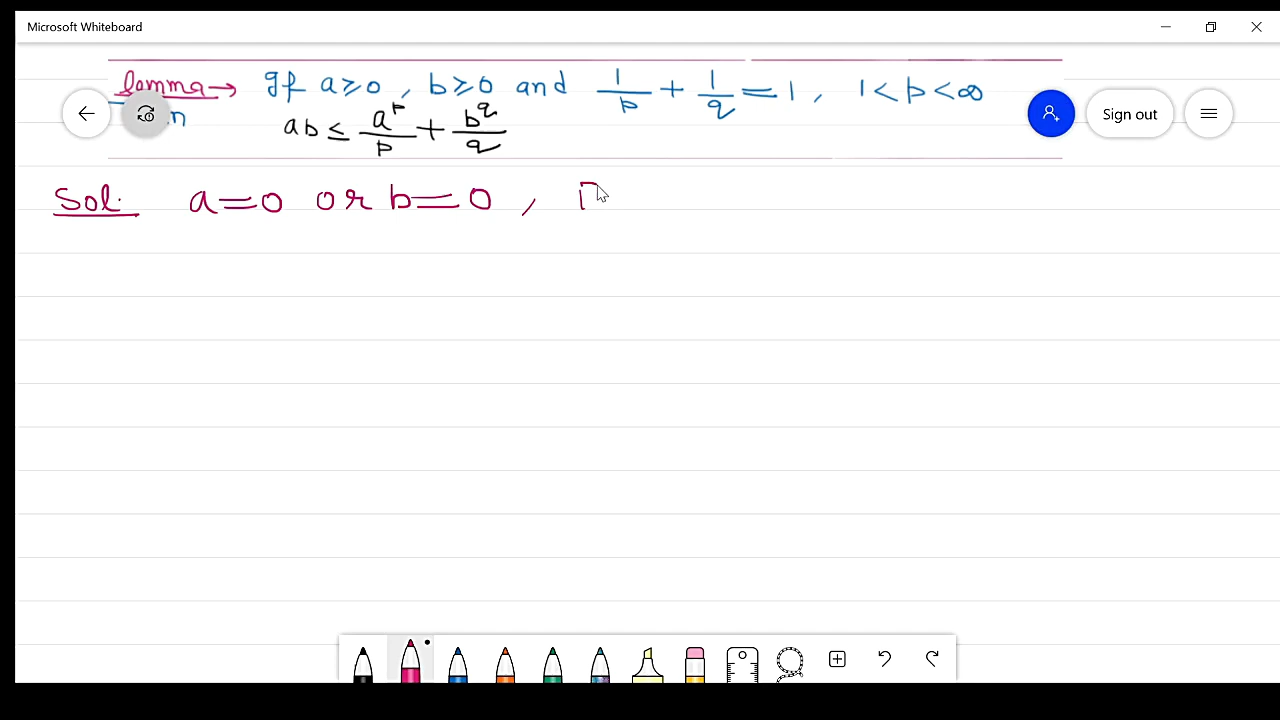 Microsoft Whiteboard
Lemma → If a ≥ 0, b ≥ 0 and 1/p + 1/q = 1, 1 < p < ∞
ab ≤ a^p/p + b^q/q
Sign out
Sol. a = 0 or b = 0,